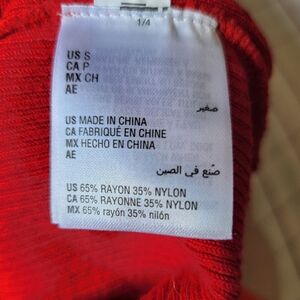 1/4
US S
CA P
MX CH
AE
صغير
US MADE IN CHINA
CA FABRIQUÉ EN CHINE
MX HECHO EN CHINA
AE
صُنع في الصين
US 65% RAYON 35% NYLON
CA 65% RAYONNE 35% NYLON
MX 65% rayón 35% nilón